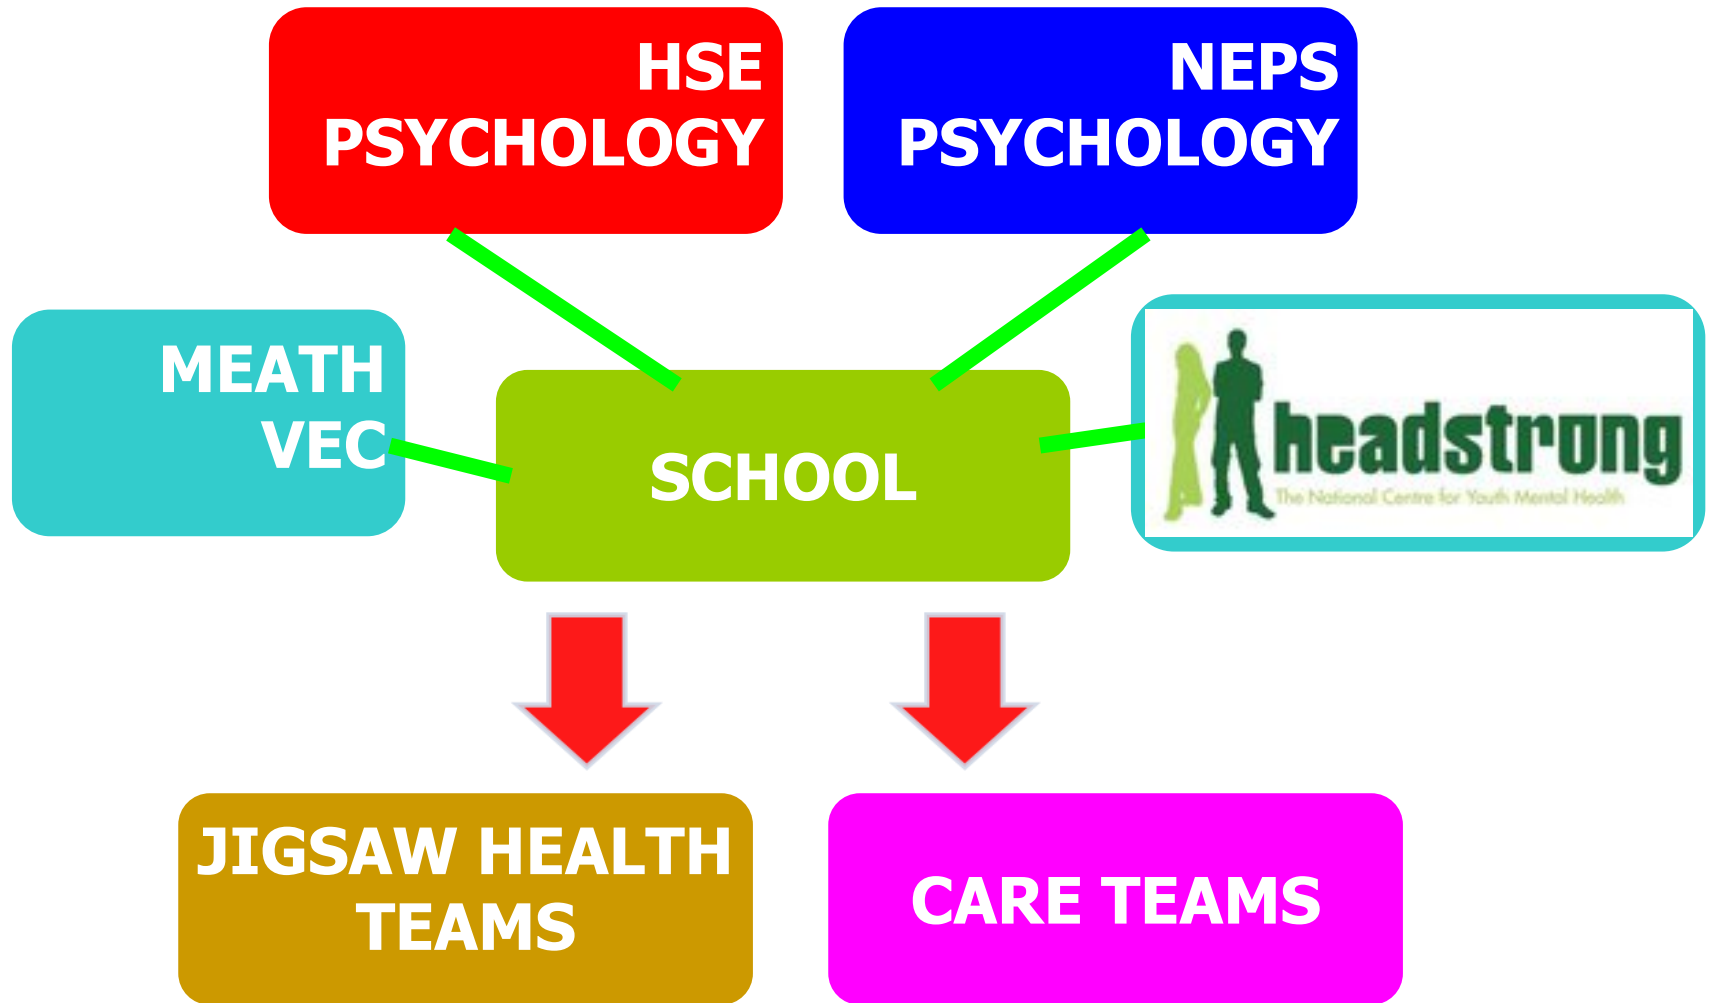 HSE
PSYCHOLOGY
NEPS
PSYCHOLOGY
MEATH
VEC
SCHOOL
headstrong
The National Centre for Youth Mental Health
JIGSAW HEALTH
TEAMS
CARE TEAMS